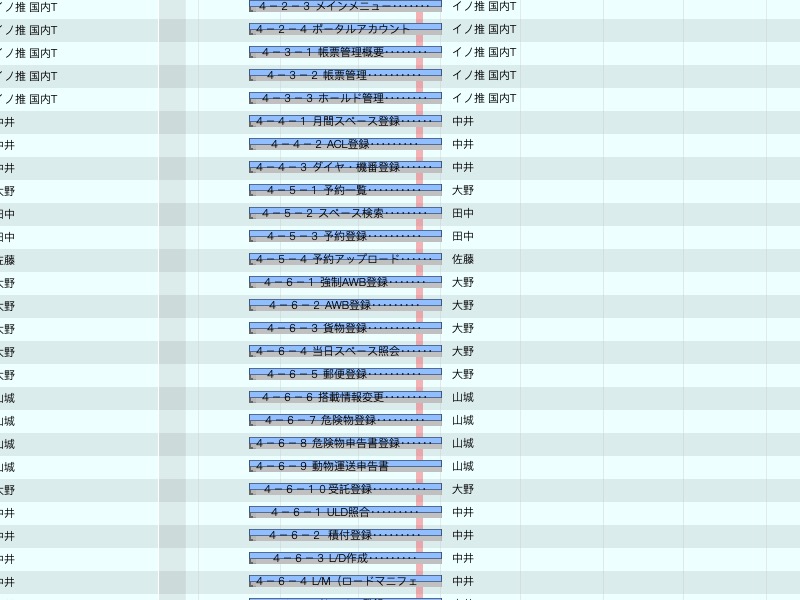 イノ推 国内T 4－2－3 メインメニュー‥‥‥‥ イノ推 国内T
イノ推 国内T 4－2－4 ポータルアカウント イノ推 国内T
イノ推 国内T 4－3－1 帳票管理概要‥‥‥‥ イノ推 国内T
イノ推 国内T 4－3－2 帳票管理‥‥‥‥‥ イノ推 国内T
イノ推 国内T 4－3－3 ホールド管理‥‥‥‥ イノ推 国内T
中井 4－4－1 月間スペース登録‥‥‥ 中井
中井 4－4－2 ACL登録‥‥‥‥‥ 中井
中井 4－4－3 ダイヤ・機番登録‥‥‥ 中井
大野 4－5－1 予約一覧‥‥‥‥‥ 大野
田中 4－5－2 スペース検索‥‥‥‥ 田中
田中 4－5－3 予約登録‥‥‥‥‥ 田中
佐藤 4－5－4 予約アップロード‥‥‥ 佐藤
大野 4－6－1 強制AWB登録‥‥‥‥ 大野
大野 4－6－2 AWB登録‥‥‥‥‥ 大野
大野 4－6－3 貨物登録‥‥‥‥‥ 大野
大野 4－6－4 当日スペース照会‥‥‥ 大野
大野 4－6－5 郵便登録‥‥‥‥‥ 大野
山城 4－6－6 搭載情報変更‥‥‥‥ 山城
山城 4－6－7 危険物登録‥‥‥‥‥ 山城
山城 4－6－8 危険物申告書登録‥‥‥ 山城
山城 4－6－9 動物運送申告書 山城
大野 4－6－10受託登録‥‥‥‥‥ 大野
中井 4－6－1 ULD照合‥‥‥‥‥ 中井
中井 4－6－2 積付登録‥‥‥‥‥ 中井
中井 4－6－3 L/D作成‥‥‥‥‥ 中井
中井 4－6－4 L/M（ロードマニフェ 中井